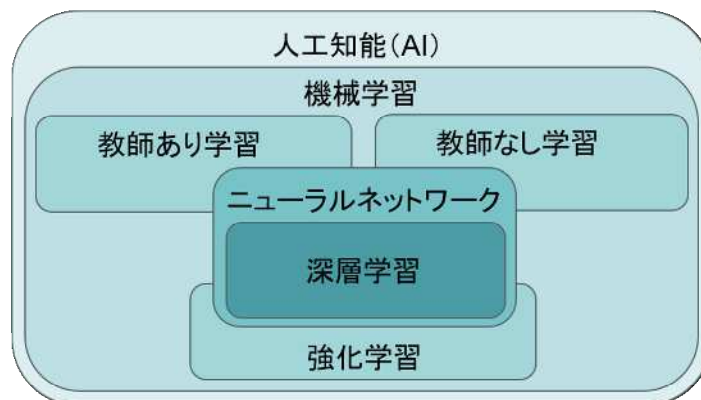 人工知能（AI）
機械学習
教師あり学習
教師なし学習
ニューラルネットワーク
深層学習
強化学習